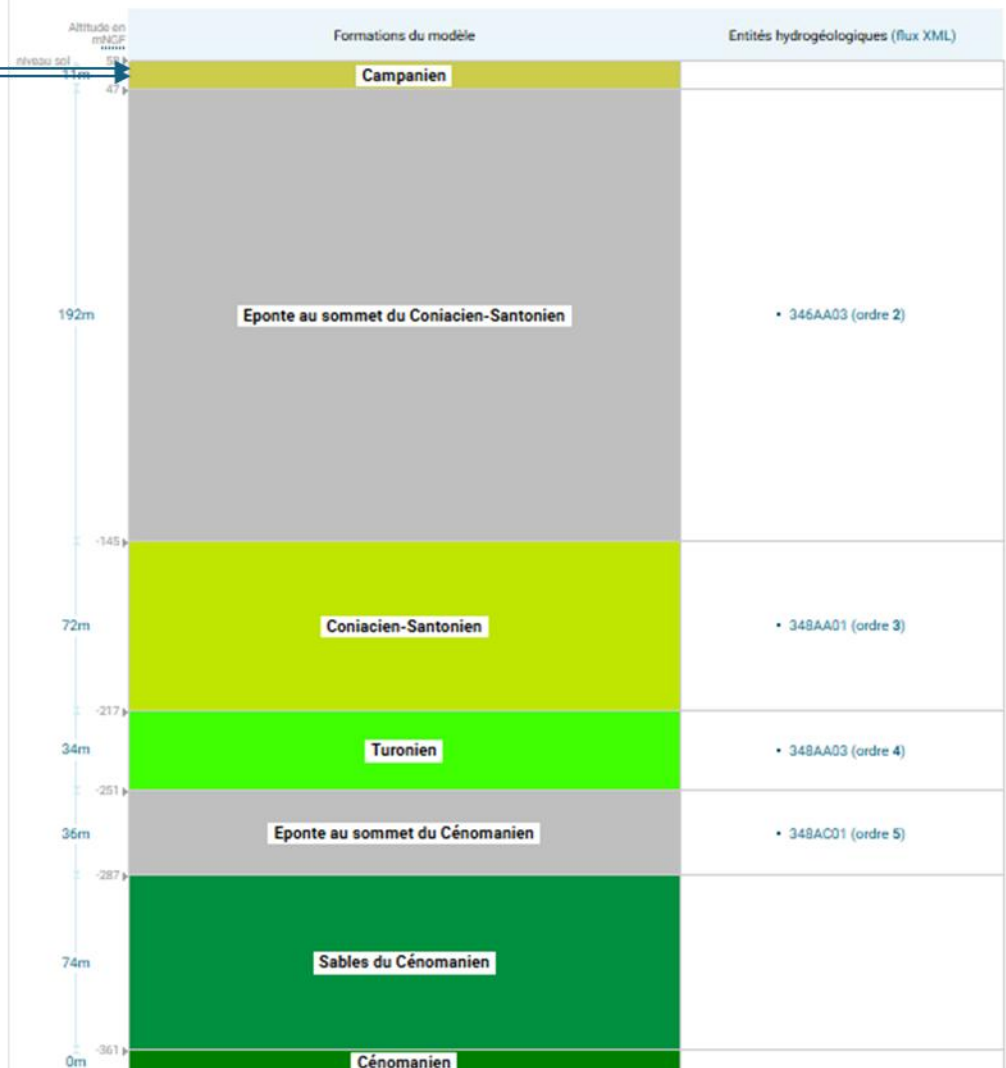 Altitude en
mNGF
Formations du modèle
Entités hydrogéologiques (flux XML)
niveau sol
58
11m
Campanien
47
192m
Eponte au sommet du Coniacien-Santonien
• 346AA03 (ordre 2)
-145
72m
Coniacien-Santonien
• 348AA01 (ordre 3)
-217
34m
Turonien
• 348AA03 (ordre 4)
-251
36m
Eponte au sommet du Cénomanien
• 348AC01 (ordre 5)
-287
74m
Sables du Cénomanien
-361
0m
Cénomanien